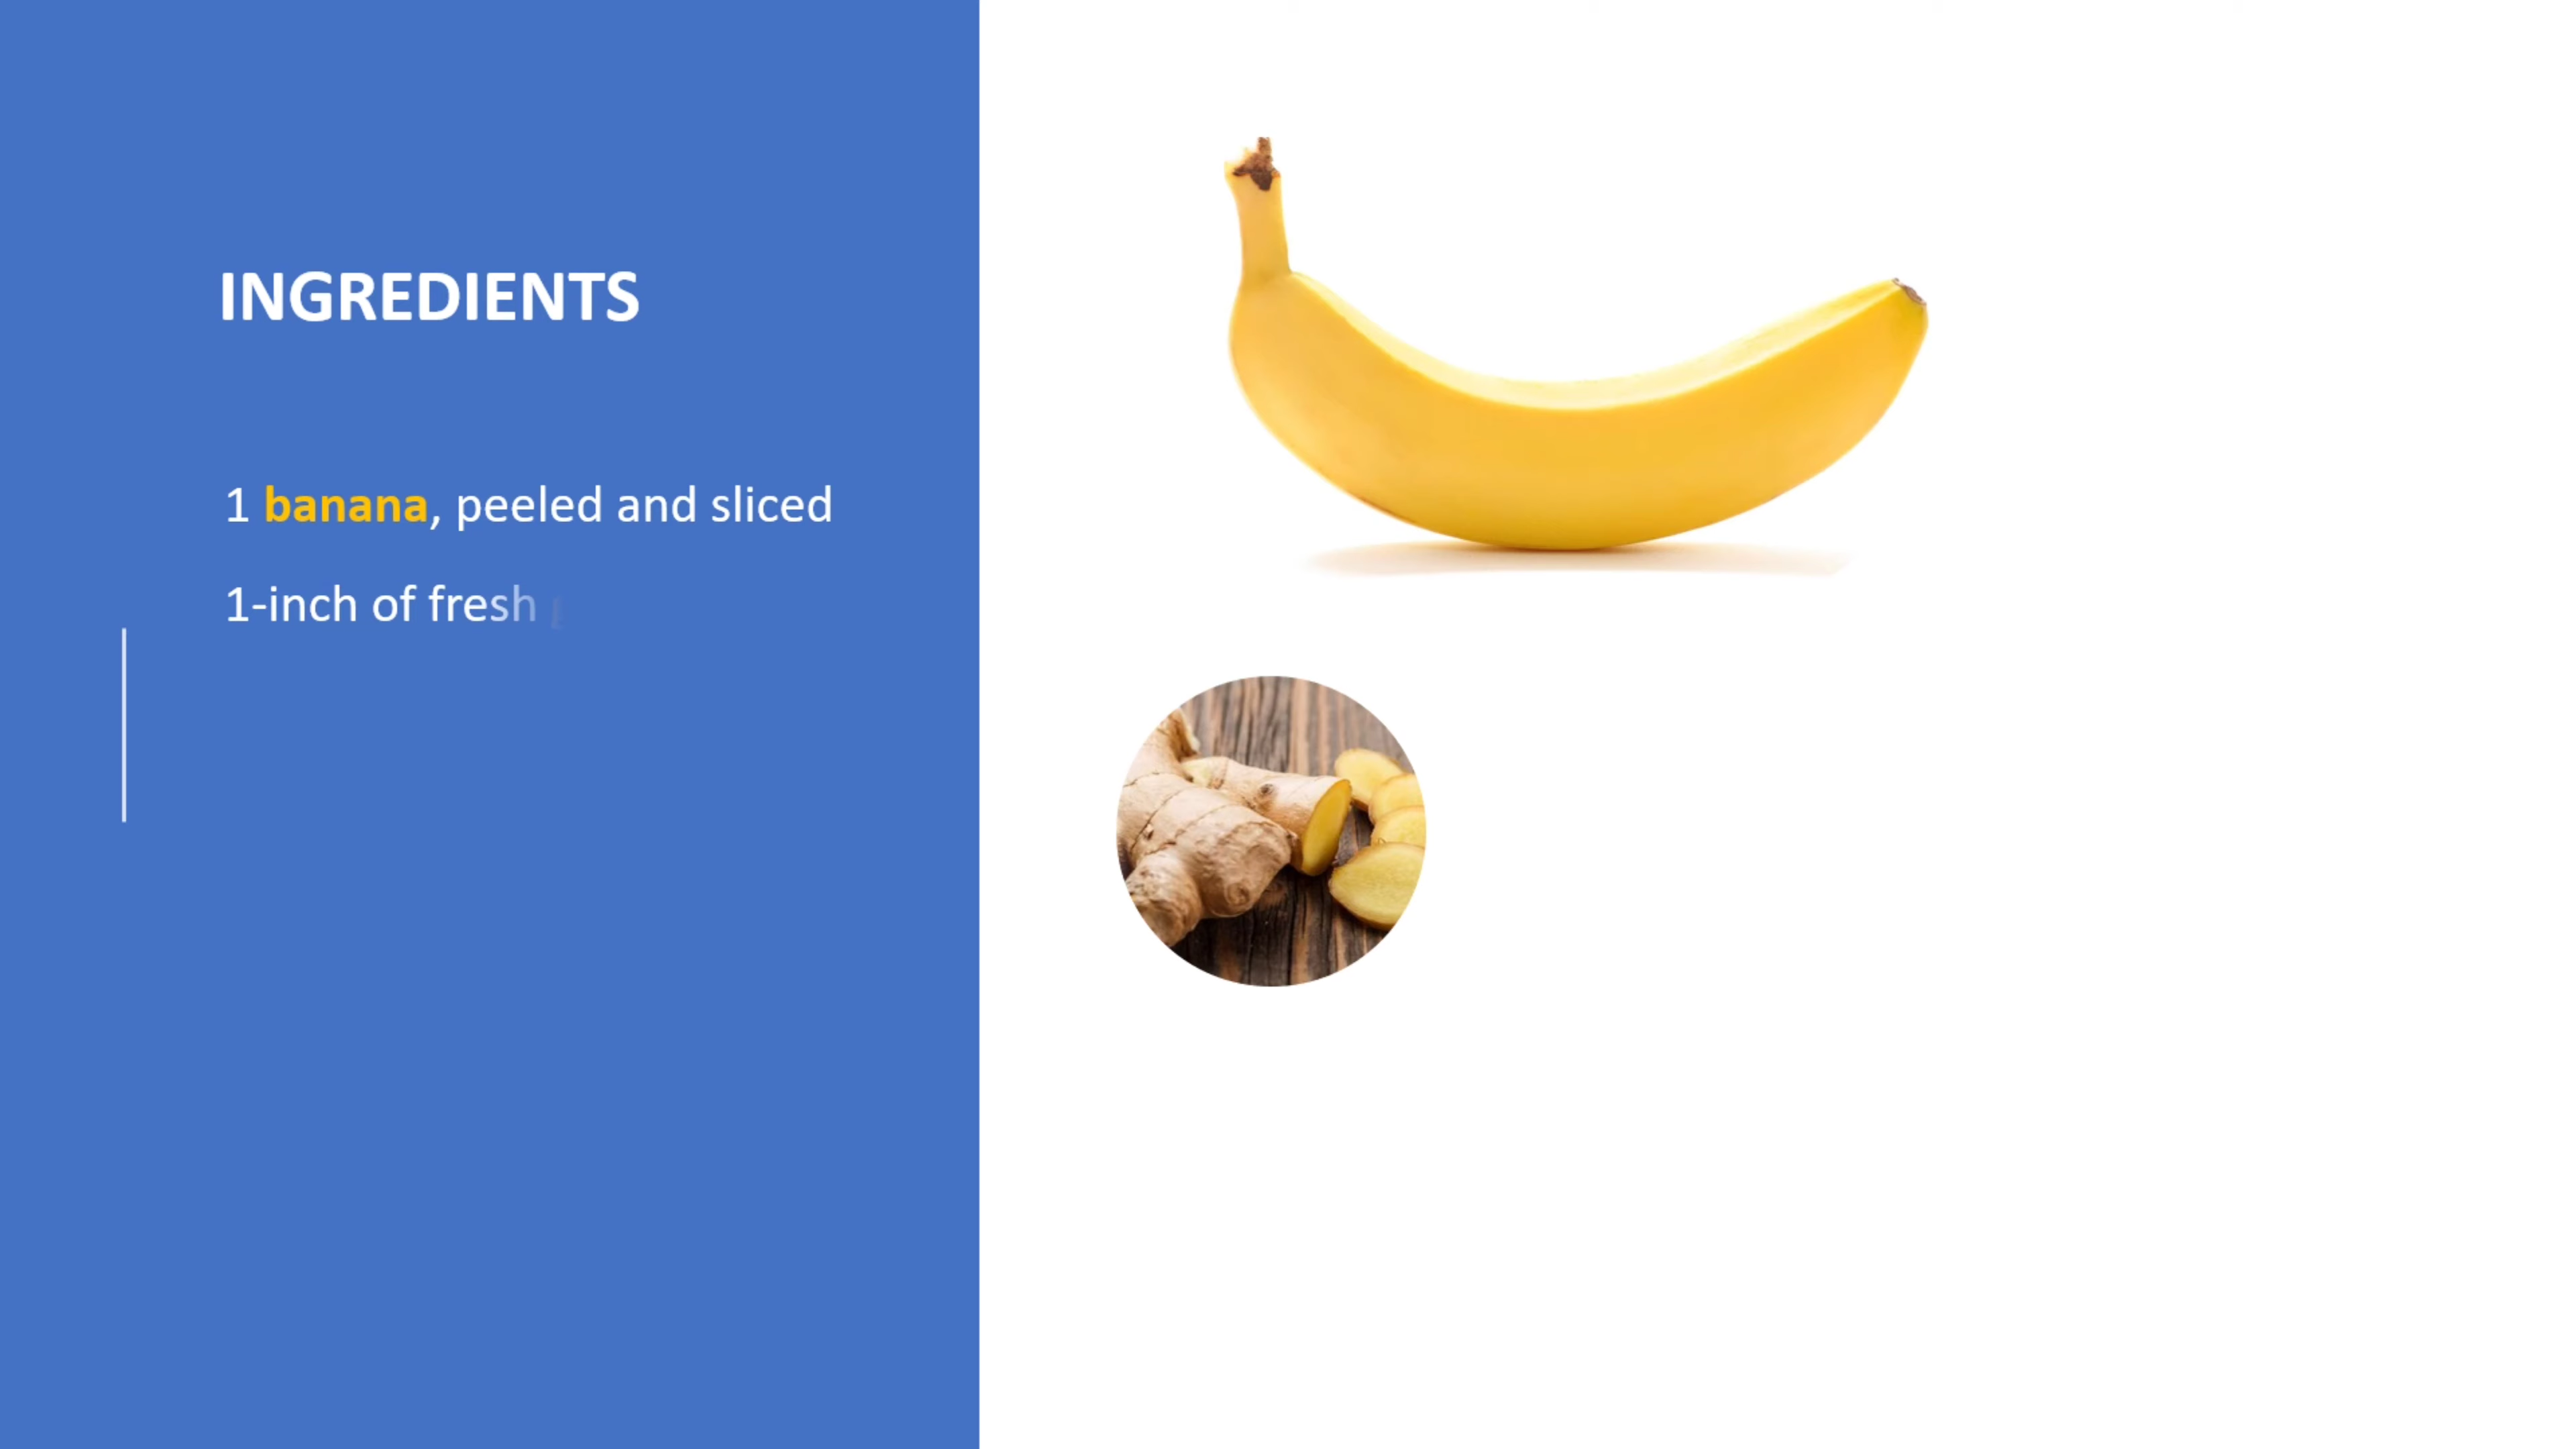 INGREDIENTS
1 banana, peeled and sliced
1-inch of fresh